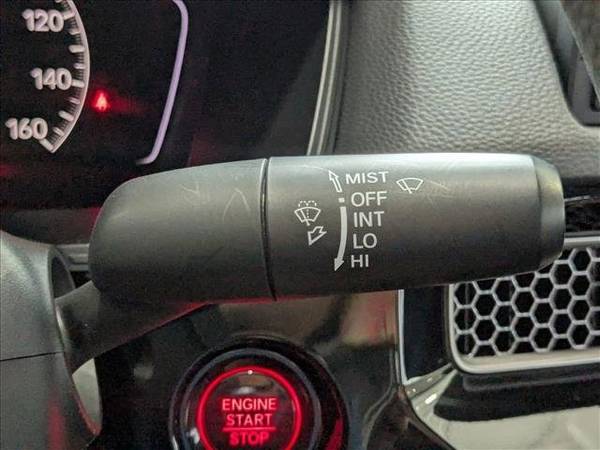 120
140
160
MIST
OFF
INT
LO
HI
ENGINE
START
STOP